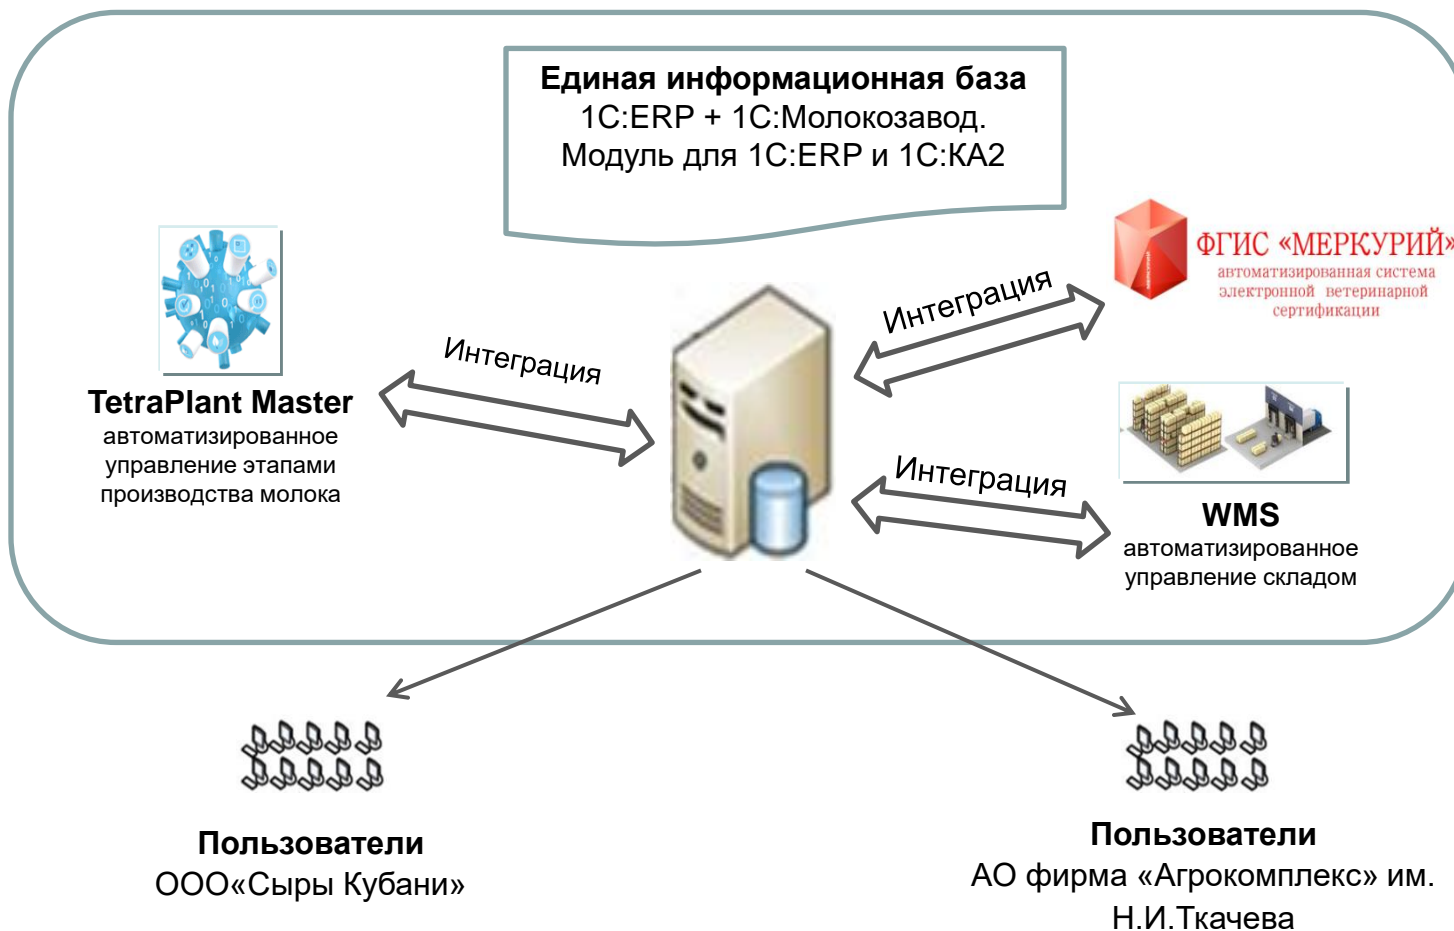 Единая информационная база
1С:ERP + 1С:Молокозавод.
Модуль для 1С:ERP и 1С:КА2
ФГИС «МЕРКУРИЙ»
автоматизированная система
электронной ветеринарной
сертификации
Интеграция
Интеграция
TetraPlant Master
автоматизированное
управление этапами
производства молока
Интеграция
WMS
автоматизированное
управление складом
Пользователи
ООО«Сыры Кубани»
Пользователи
АО фирма «Агрокомплекс» им.
Н.И.Ткачева